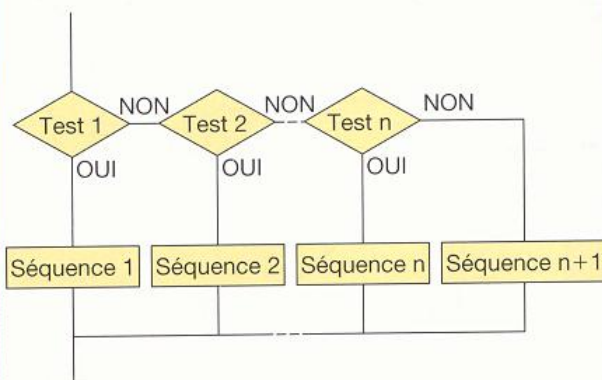 NON NON NON
Test 1 Test 2 Test n
OUI OUI OUI
Séquence 1 Séquence 2 Séquence n Séquence n+1